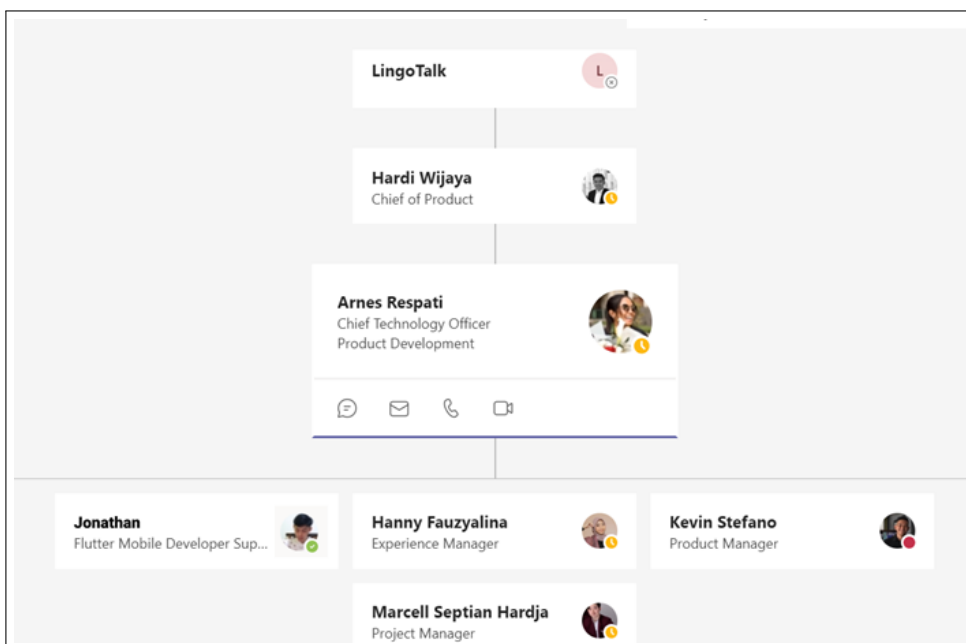 LingoTalk
L
Hardi Wijaya
Chief of Product
Arnes Respati
Chief Technology Officer
Product Development
Jonathan
Flutter Mobile Developer Sup...
Hanny Fauzyalina
Experience Manager
Kevin Stefano
Product Manager
Marcell Septian Hardja
Project Manager